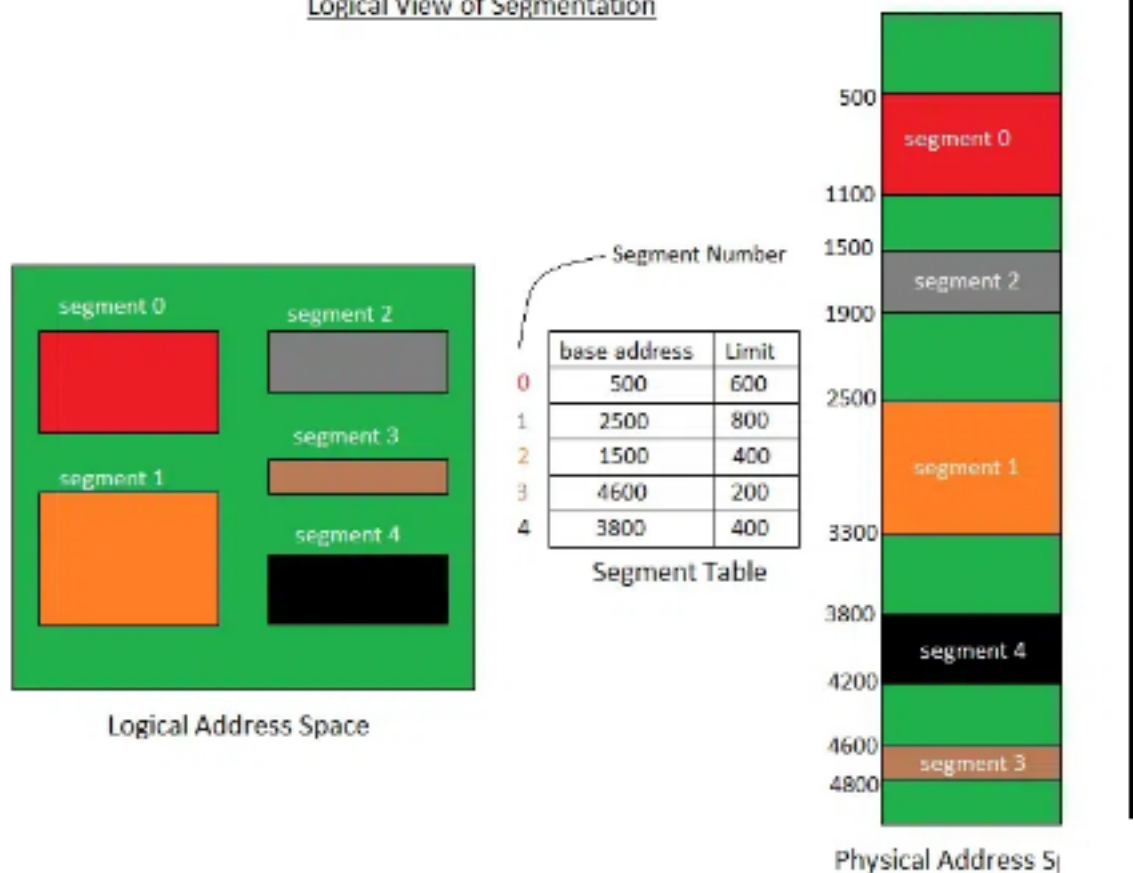 Logical View of Segmentation
segment 0
segment 2
segment 3
segment 1
segment 4
Logical Address Space
Segment Number
base address Limit
0 500 600
1 2500 800
2 1500 400
3 4600 200
4 3800 400
Segment Table
500
segment 0
1100
1500
segment 2
1900
2500
segment 1
3300
3800
segment 4
4200
4600
segment 3
4800
Physical Address